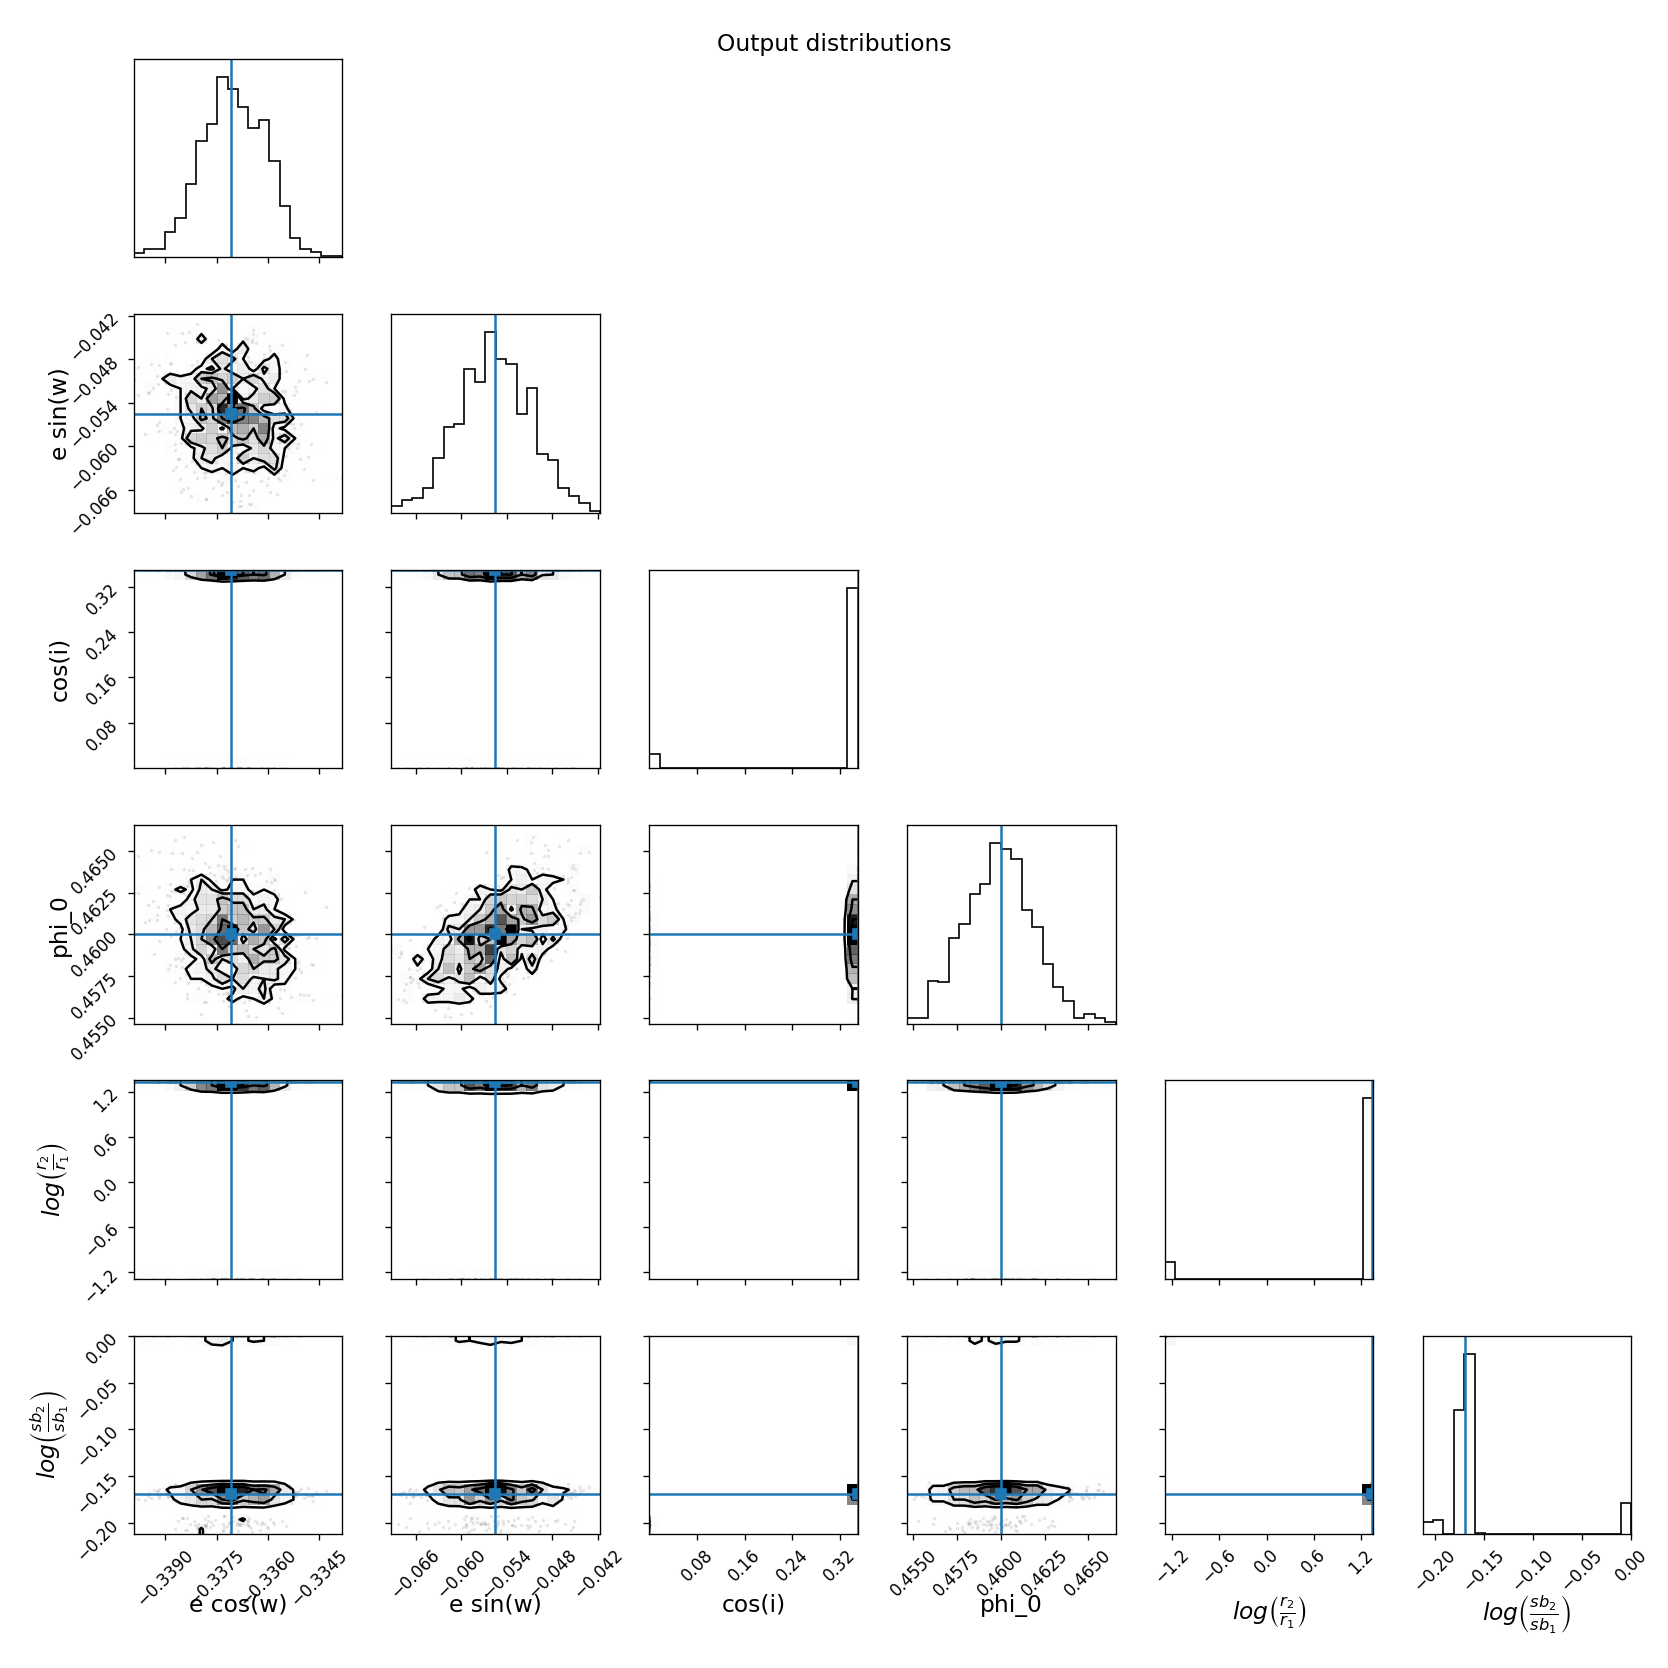 Output distributions
e sin(w)
−0.042
−0.048
−0.054
−0.060
−0.066
cos(i)
0.32
0.24
0.16
0.08
phi_0
0.4650
0.4625
0.4600
0.4575
0.4550
log(r2/r1)
1.2
0.6
0.0
−0.6
−1.2
log(sb2/sb1)
0.00
−0.05
−0.10
−0.15
−0.20
−0.3390 −0.3375 −0.3360 −0.3345
e cos(w)
−0.066 −0.060 −0.054 −0.048 −0.042
e sin(w)
0.08 0.16 0.24 0.32
cos(i)
0.4550 0.4575 0.4600 0.4625 0.4650
phi_0
−1.2 −0.6 0.0 0.6 1.2
log(r2/r1)
−0.20 −0.15 −0.10 −0.05 0.00
log(sb2/sb1)